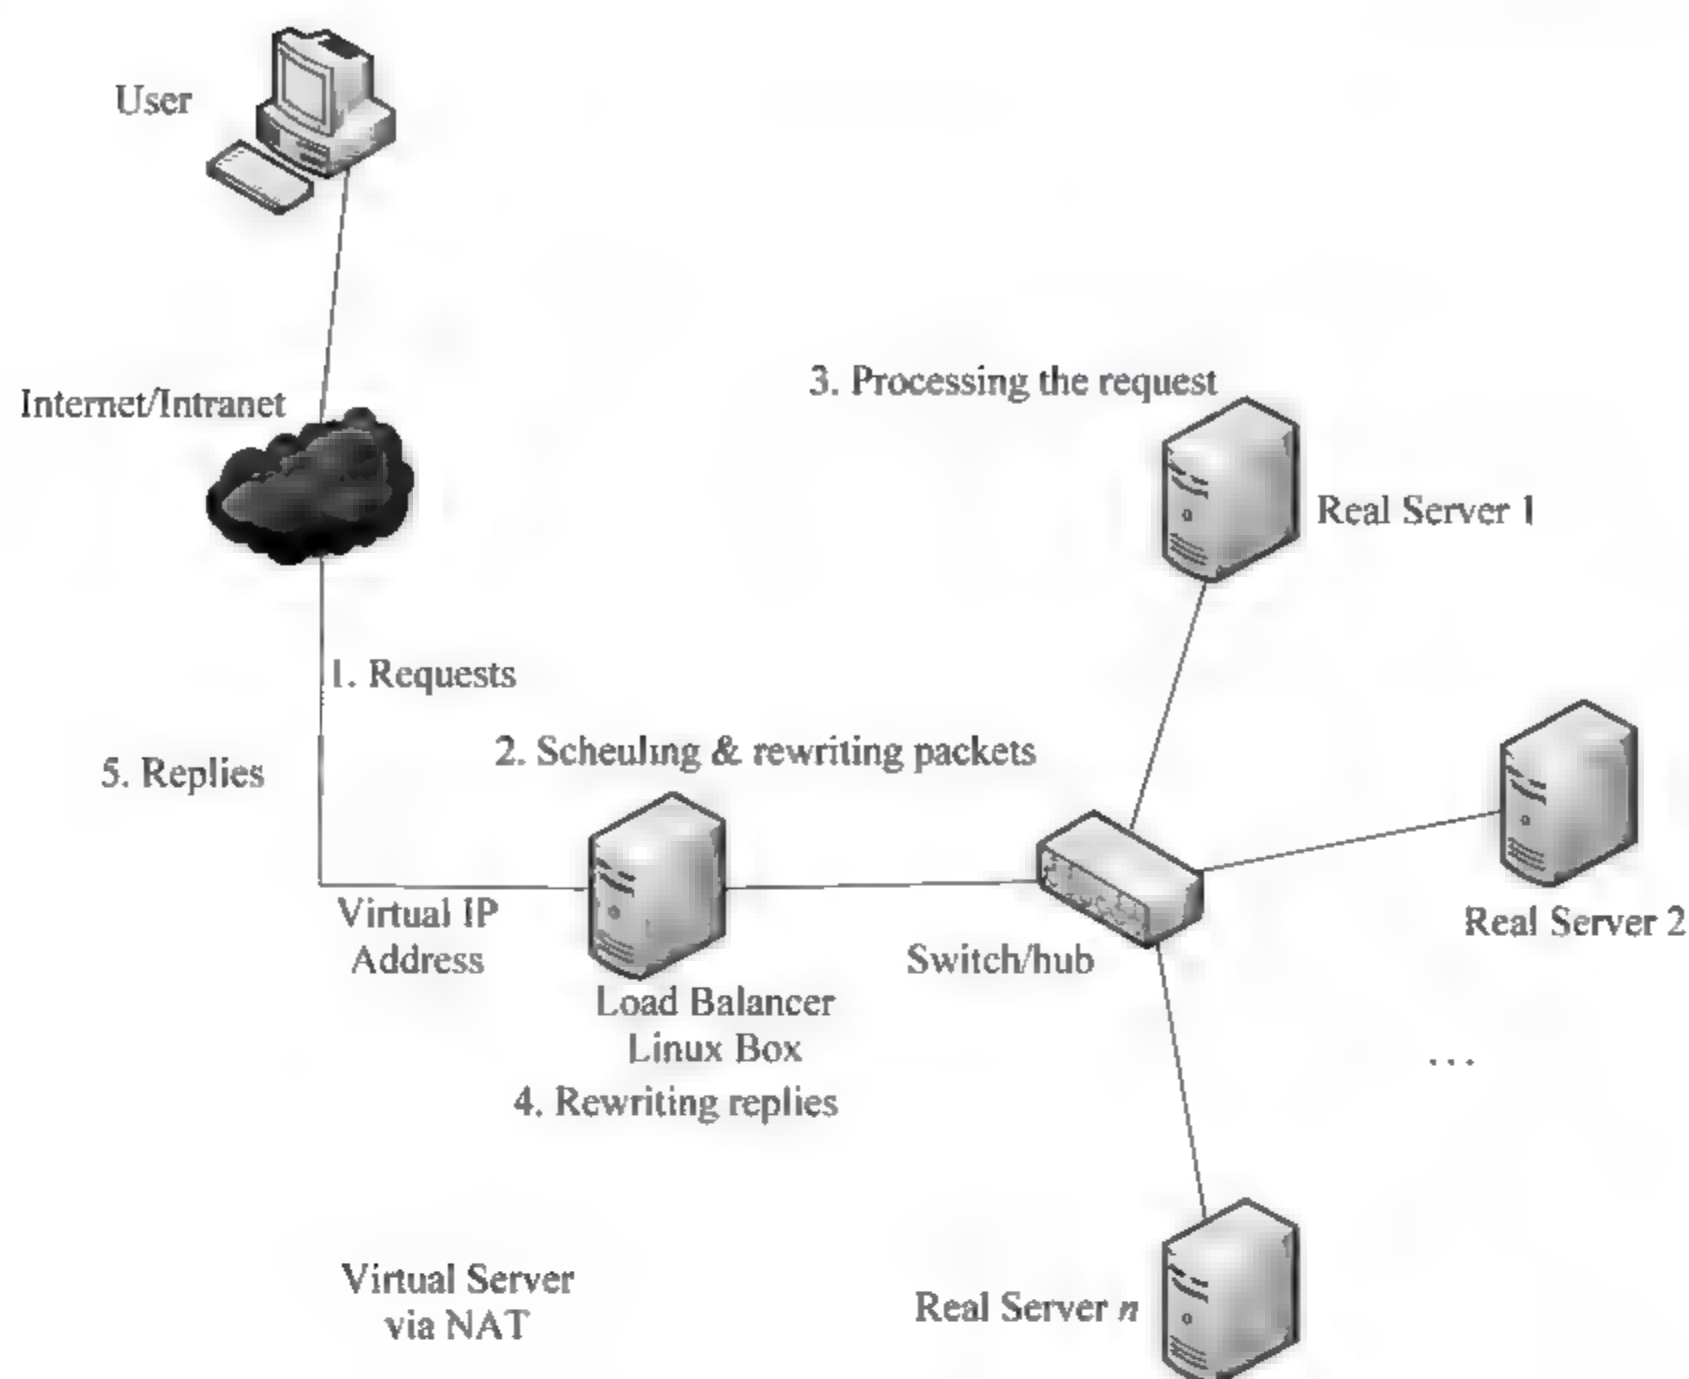 User
Internet/Intranet
3. Processing the request
Real Server 1
1. Requests
2. Scheuling & rewriting packets
5. Replies
Virtual IP
Address
Switch/hub
Real Server 2
Load Balancer
Linux Box
4. Rewriting replies
...
Virtual Server
via NAT
Real Server n